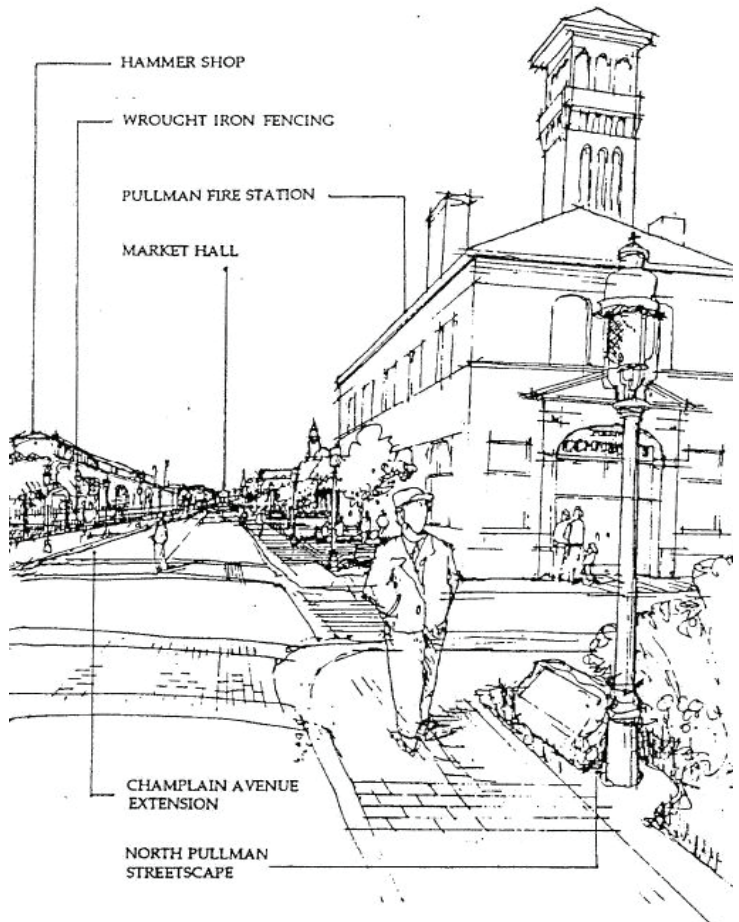 HAMMER SHOP
WROUGHT IRON FENCING
PULLMAN FIRE STATION
MARKET HALL
CHAMPLAIN AVENUE
EXTENSION
NORTH PULLMAN
STREETSCAPE